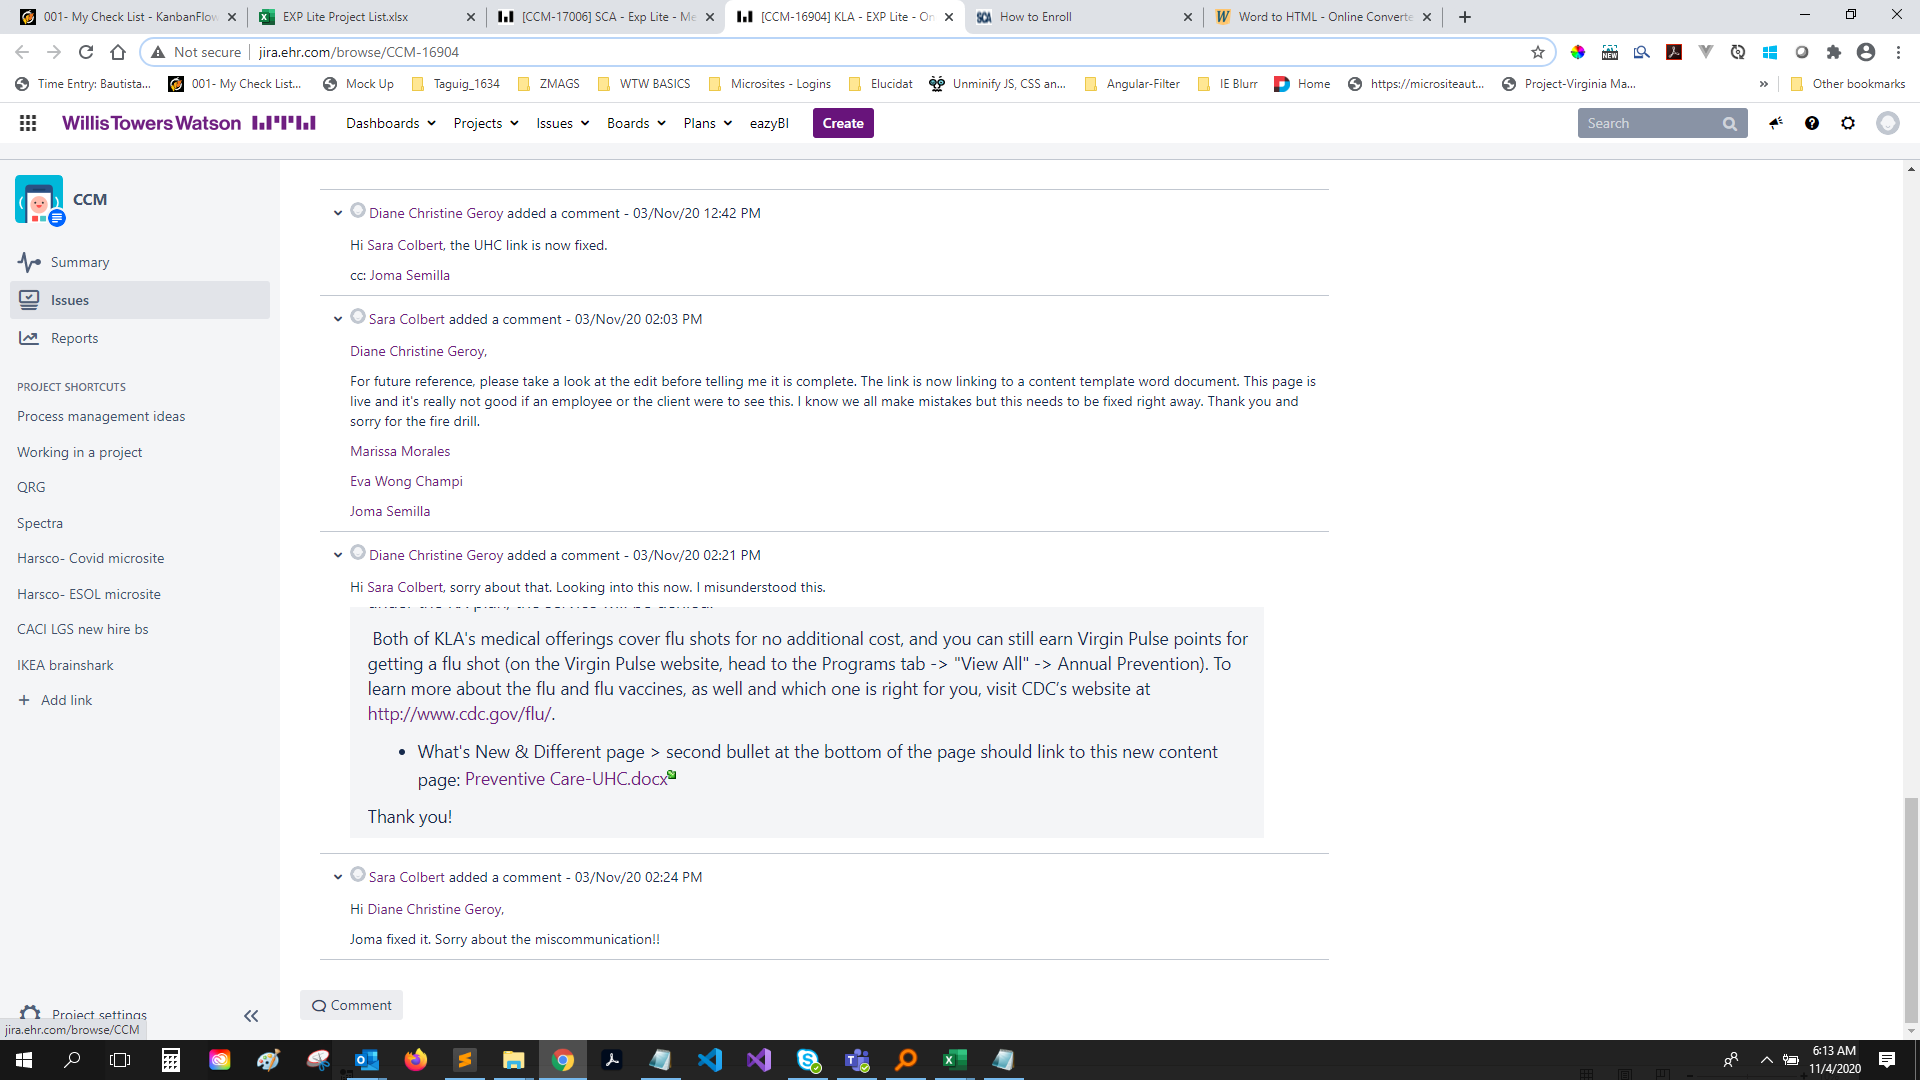 001- My Check List - KanbanFlow
EXP Lite Project List.xlsx
[CCM-17006] SCA - Exp Lite - Me
[CCM-16904] KLA - EXP Lite - On
How to Enroll
Word to HTML - Online Converte
Not secure
jira.ehr.com/browse/CCM-16904
Time Entry: Bautista...
001- My Check List...
Mock Up
Taguig_1634
ZMAGS
WTW BASICS
Microsites - Logins
Elucidat
Unminify JS, CSS an...
Angular-Filter
IE Blurr
Home
https://micrositeaut...
Project-Virginia Ma...
»
Other bookmarks
WillisTowersWatson
Dashboards
Projects
Issues
Boards
Plans
eazyBI
Create
Search
CCM
Summary
Issues
Reports
PROJECT SHORTCUTS
Process management ideas
Working in a project
QRG
Spectra
Harsco- Covid microsite
Harsco- ESOL microsite
CACI LGS new hire bs
IKEA brainshark
+ Add link
Project settings
jira.ehr.com/browse/CCM
Diane Christine Geroy added a comment - 03/Nov/20 12:42 PM
Hi Sara Colbert, the UHC link is now fixed.
cc: Joma Semilla
Sara Colbert added a comment - 03/Nov/20 02:03 PM
Diane Christine Geroy,
For future reference, please take a look at the edit before telling me it is complete. The link is now linking to a content template word document. This page is
live and it's really not good if an employee or the client were to see this. I know we all make mistakes but this needs to be fixed right away. Thank you and
sorry for the fire drill.
Marissa Morales
Eva Wong Champi
Joma Semilla
Diane Christine Geroy added a comment - 03/Nov/20 02:21 PM
Hi Sara Colbert, sorry about that. Looking into this now. I misunderstood this.
Both of KLA's medical offerings cover flu shots for no additional cost, and you can still earn Virgin Pulse points for
getting a flu shot (on the Virgin Pulse website, head to the Programs tab -> "View All" -> Annual Prevention). To
learn more about the flu and flu vaccines, as well and which one is right for you, visit CDC's website at
http://www.cdc.gov/flu/.
• What's New & Different page > second bullet at the bottom of the page should link to this new content
page: Preventive Care-UHC.docx
Thank you!
Sara Colbert added a comment - 03/Nov/20 02:24 PM
Hi Diane Christine Geroy,
Joma fixed it. Sorry about the miscommunication!!
Comment
6:13 AM
11/4/2020